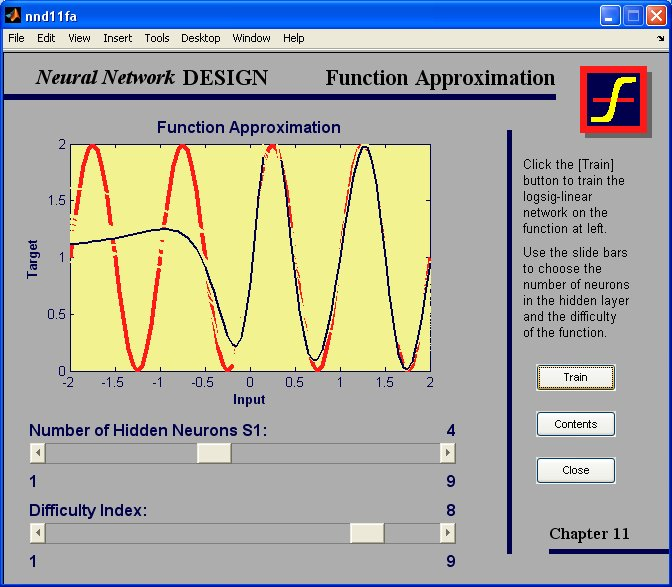 nnd11fa
File Edit View Insert Tools Desktop Window Help
Neural Network DESIGN Function Approximation
Function Approximation
2
1.5
1
0.5
0
Target
-2 -1.5 -1 -0.5 0 0.5 1 1.5 2
Input
Click the [Train]
button to train the
logsig-linear
network on the
function at left.
Use the slide bars
to choose the
number of neurons
in the hidden layer
and the difficulty
of the function.
Train
Contents
Close
Number of Hidden Neurons S1: 4
1 9
Difficulty Index: 8
1 9
Chapter 11